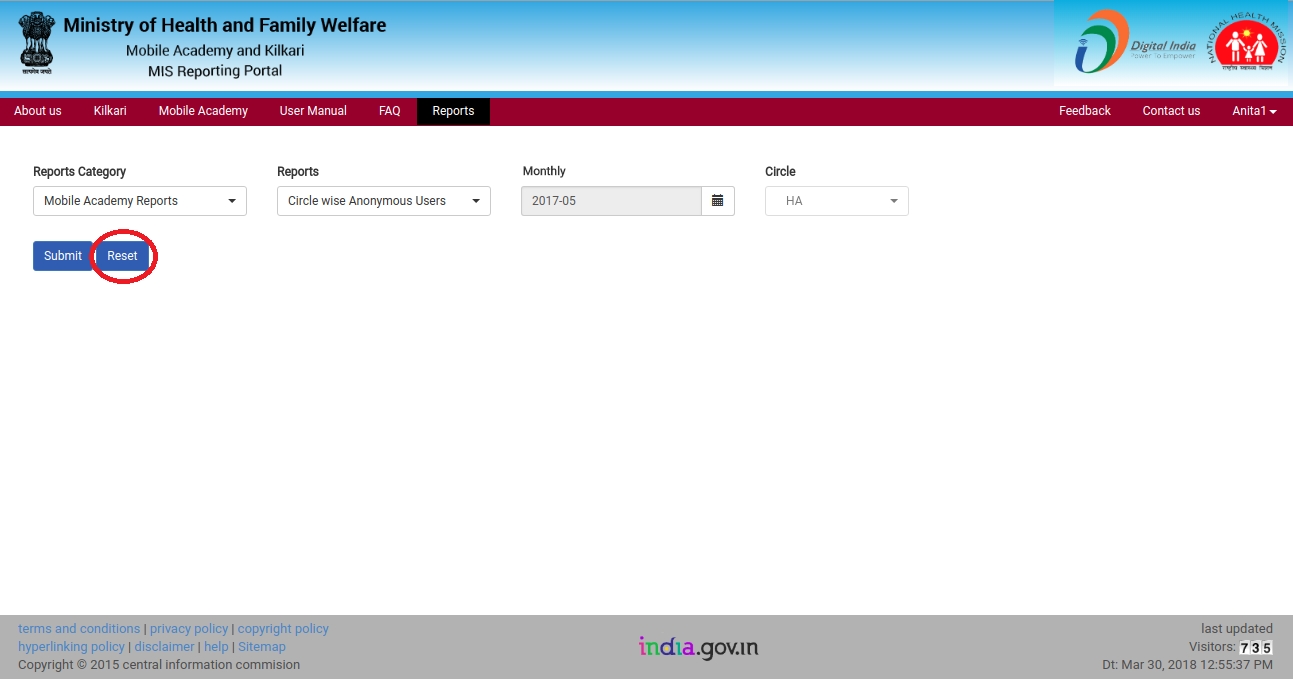 Ministry of Health and Family Welfare
Mobile Academy and Kilkari
MIS Reporting Portal
सत्यमेव जयते
Digital India
Power To Empower
NATIONAL HEALTH MISSION
राष्ट्रीय स्वास्थ्य मिशन
About us Kilkari Mobile Academy User Manual FAQ Reports Feedback Contact us Anita1
Reports Category Reports Monthly Circle
Mobile Academy Reports Circle wise Anonymous Users 2017-05 HA
Submit Reset
terms and conditions | privacy policy | copyright policy
hyperlinking policy | disclaimer | help | Sitemap
Copyright © 2015 central information commision
india.gov.in
last updated
Visitors: 735
Dt: Mar 30, 2018 12:55:37 PM